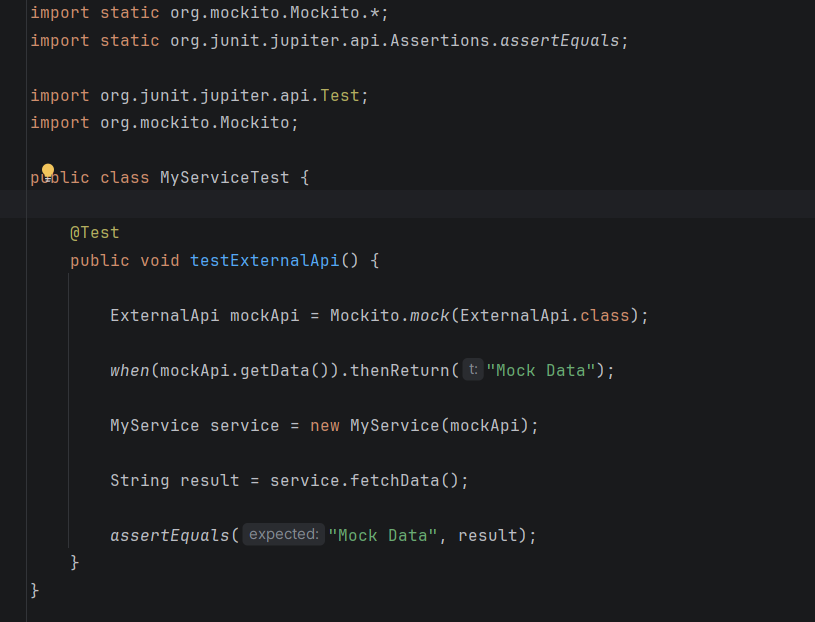 import static org.mockito.Mockito.*;
import static org.junit.jupiter.api.Assertions.assertEquals;
import org.junit.jupiter.api.Test;
import org.mockito.Mockito;
public class MyServiceTest {
@Test
public void testExternalApi() {
ExternalApi mockApi = Mockito.mock(ExternalApi.class);
when(mockApi.getData()).thenReturn( t: "Mock Data");
MyService service = new MyService(mockApi);
String result = service.fetchData();
assertEquals( expected: "Mock Data", result);
}
}